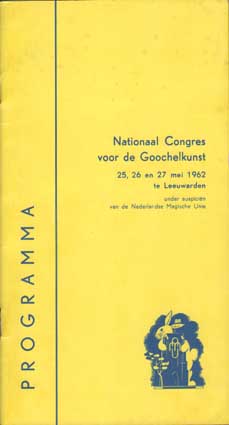 Nationaal Congres
voor de Goochelkunst
25, 26 en 27 mei 1962
te Leeuwarden
onder auspiciën
van de Nederlandse Magische Unie
PROGRAMMA